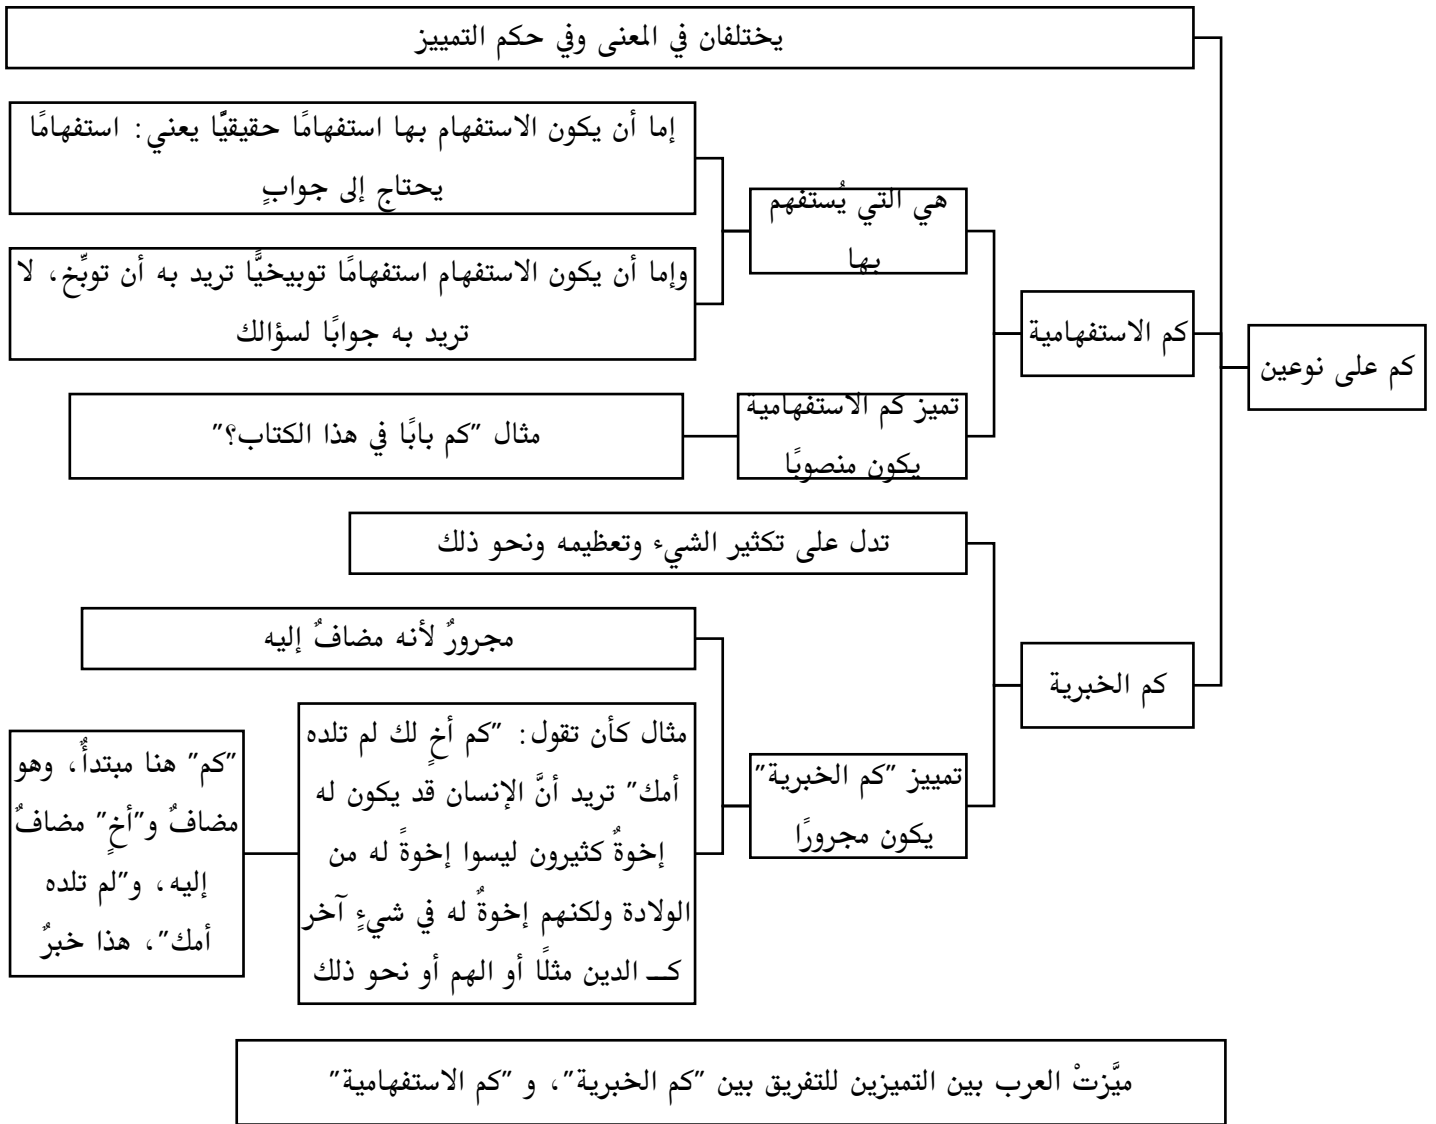 يختلفان في المعنى وفي حكم التمييز
كم على نوعين
كم الاستفهامية
هي التي يُستفهم
بها
إما أن يكون الاستفهام بها استفهامًا حقيقيًّا يعني: استفهامًا
يحتاج إلى جوابٍ
وإما أن يكون الاستفهام استفهامًا توبيخيًّا تريد به أن توبِّخ، لا
تريد به جوابًا لسؤالك
تميز كم الاستفهامية
يكون منصوبًا
مثال "كم بابًا في هذا الكتاب؟"
كم الخبرية
تدل على تكثير الشيء وتعظيمه ونحو ذلك
تمييز "كم الخبرية"
يكون مجرورًا
مجرورٌ لأنه مضافٌ إليه
مثال كأن تقول: "كم أخٍ لك لم تلده
أمك" تريد أنَّ الإنسان قد يكون له
إخوةٌ كثيرون ليسوا إخوةً له من
الولادة ولكنهم إخوةٌ له في شيءٍ آخر
كـــ الدين مثلًا أو الهم أو نحو ذلك
"كم" هنا مبتدأٌ، وهو
مضافٌ و"أخٍ" مضافٌ
إليه، و"لم تلده
أمك"، هذا خبرٌ
ميَّزتْ العرب بين التميزين للتفريق بين "كم الخبرية"، و "كم الاستفهامية"